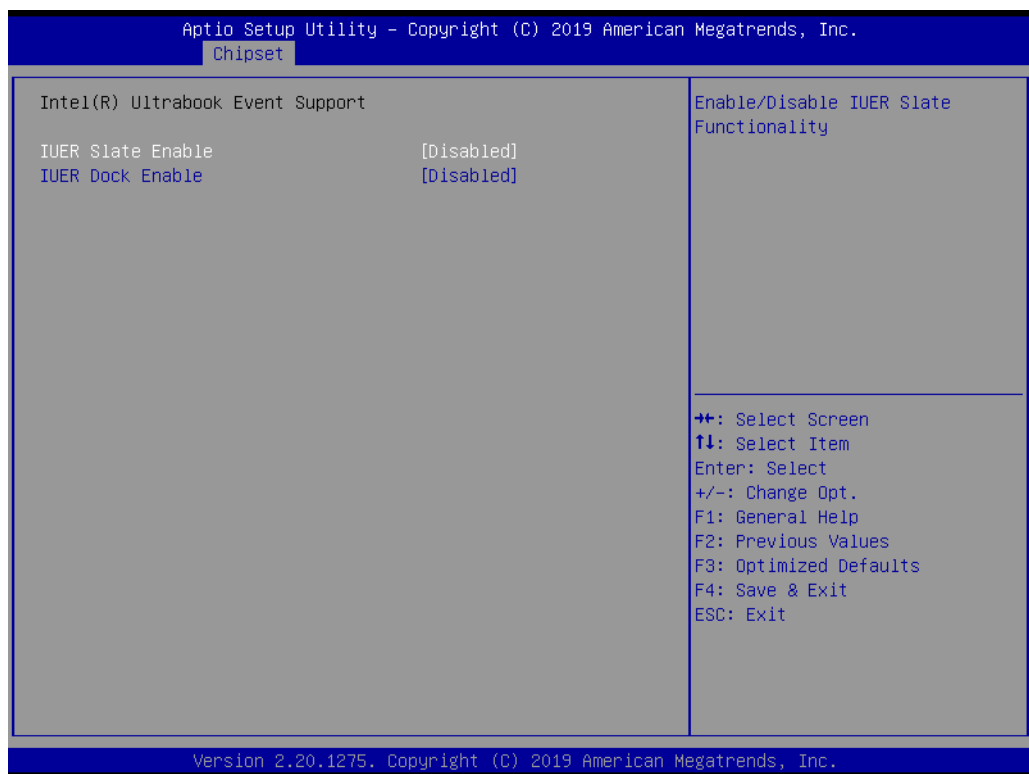 Aptio Setup Utility – Copyright (C) 2019 American Megatrends, Inc.
Chipset
Intel(R) Ultrabook Event Support
IUER Slate Enable [Disabled]
IUER Dock Enable [Disabled]
Enable/Disable IUER Slate
Functionality
→←: Select Screen
↑↓: Select Item
Enter: Select
+/-: Change Opt.
F1: General Help
F2: Previous Values
F3: Optimized Defaults
F4: Save & Exit
ESC: Exit
Version 2.20.1275. Copyright (C) 2019 American Megatrends, Inc.